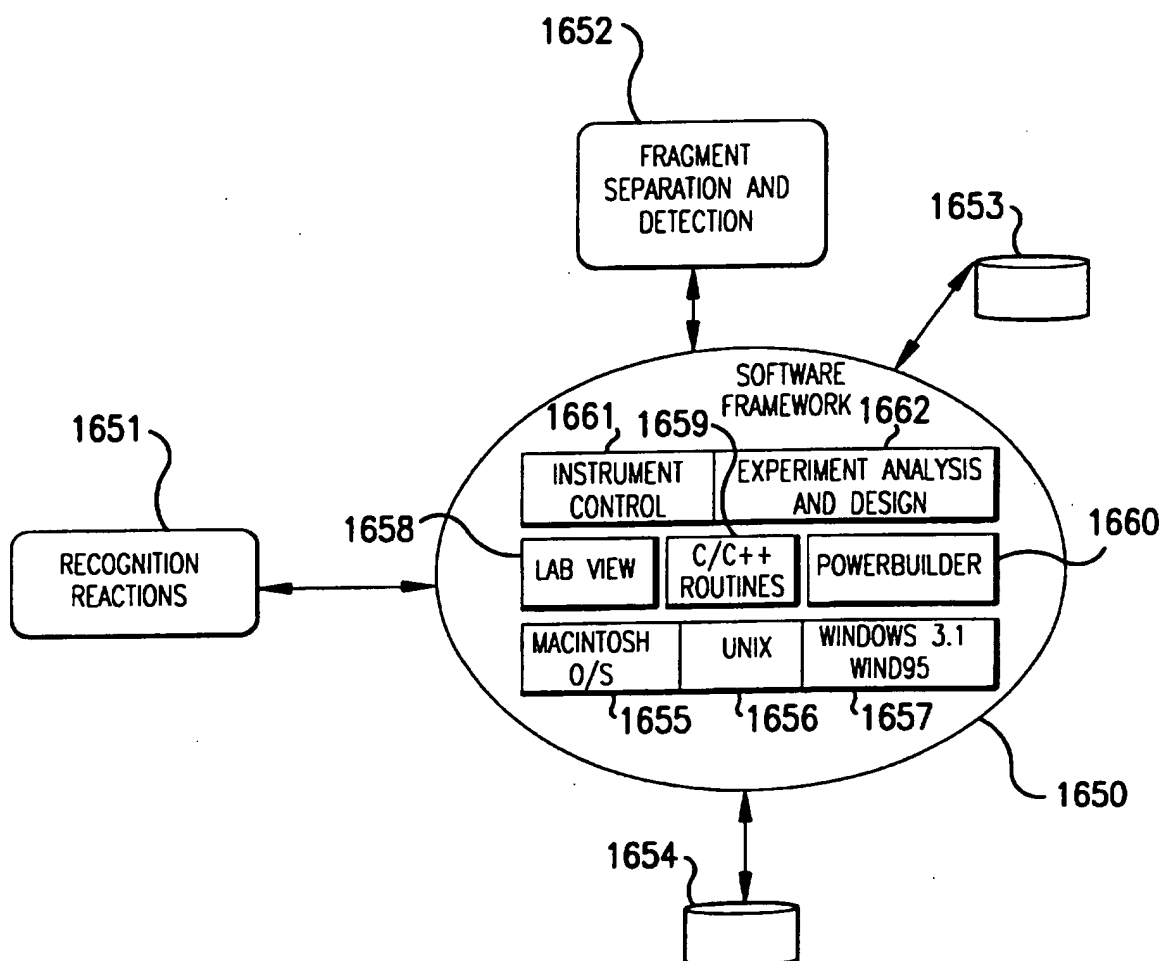 1652
FRAGMENT
SEPARATION AND
DETECTION
1653
SOFTWARE
FRAMEWORK
1661
1659
1662
1651
INSTRUMENT
CONTROL
EXPERIMENT ANALYSIS
AND DESIGN
1658
1660
RECOGNITION
REACTIONS
LAB VIEW
C/C++
ROUTINES
POWERBUILDER
MACINTOSH
O/S
UNIX
WINDOWS 3.1
WIND95
1655
1656
1657
1650
1654